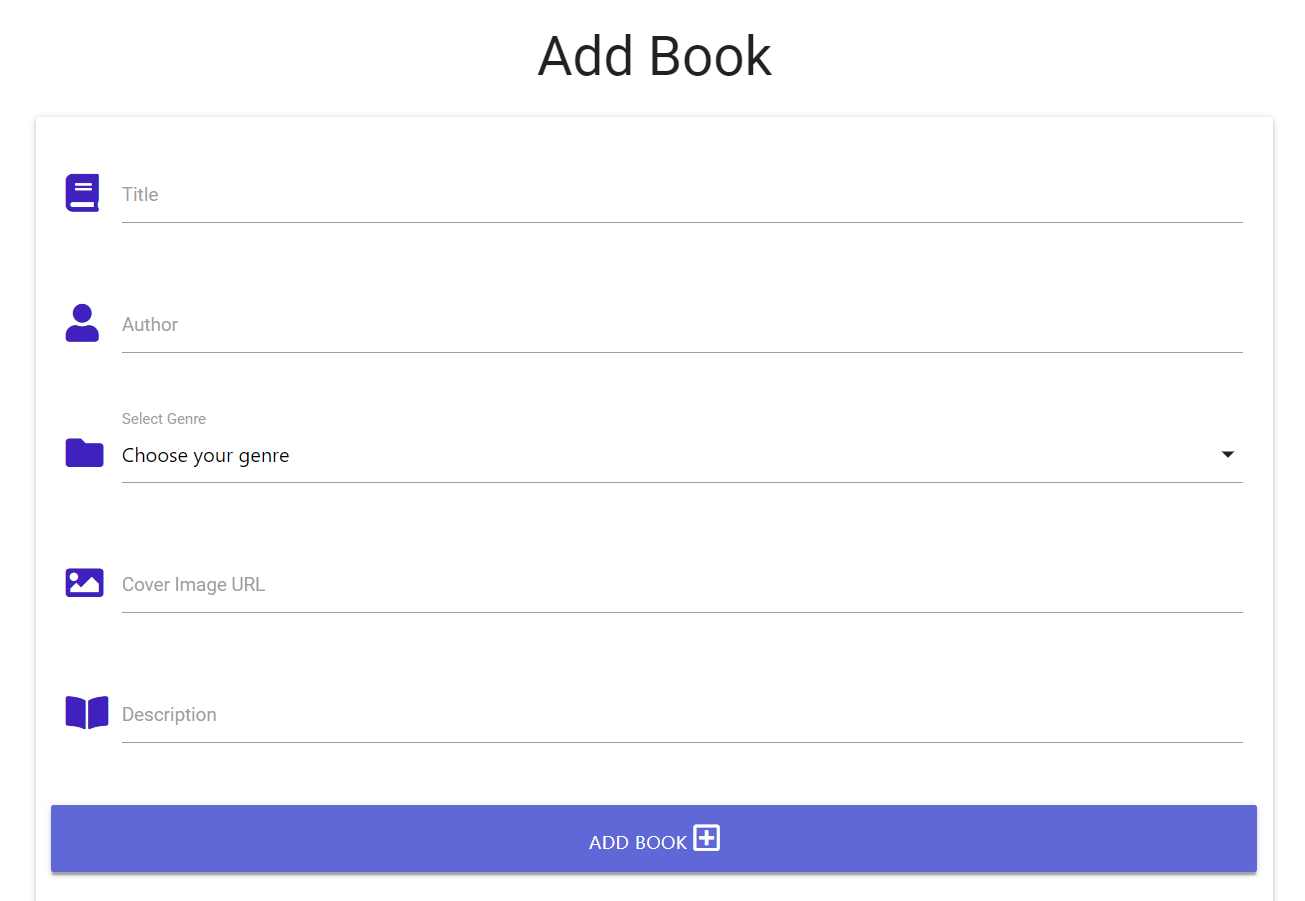 Add Book
Title
Author
Select Genre
Choose your genre
Cover Image URL
Description
ADD BOOK